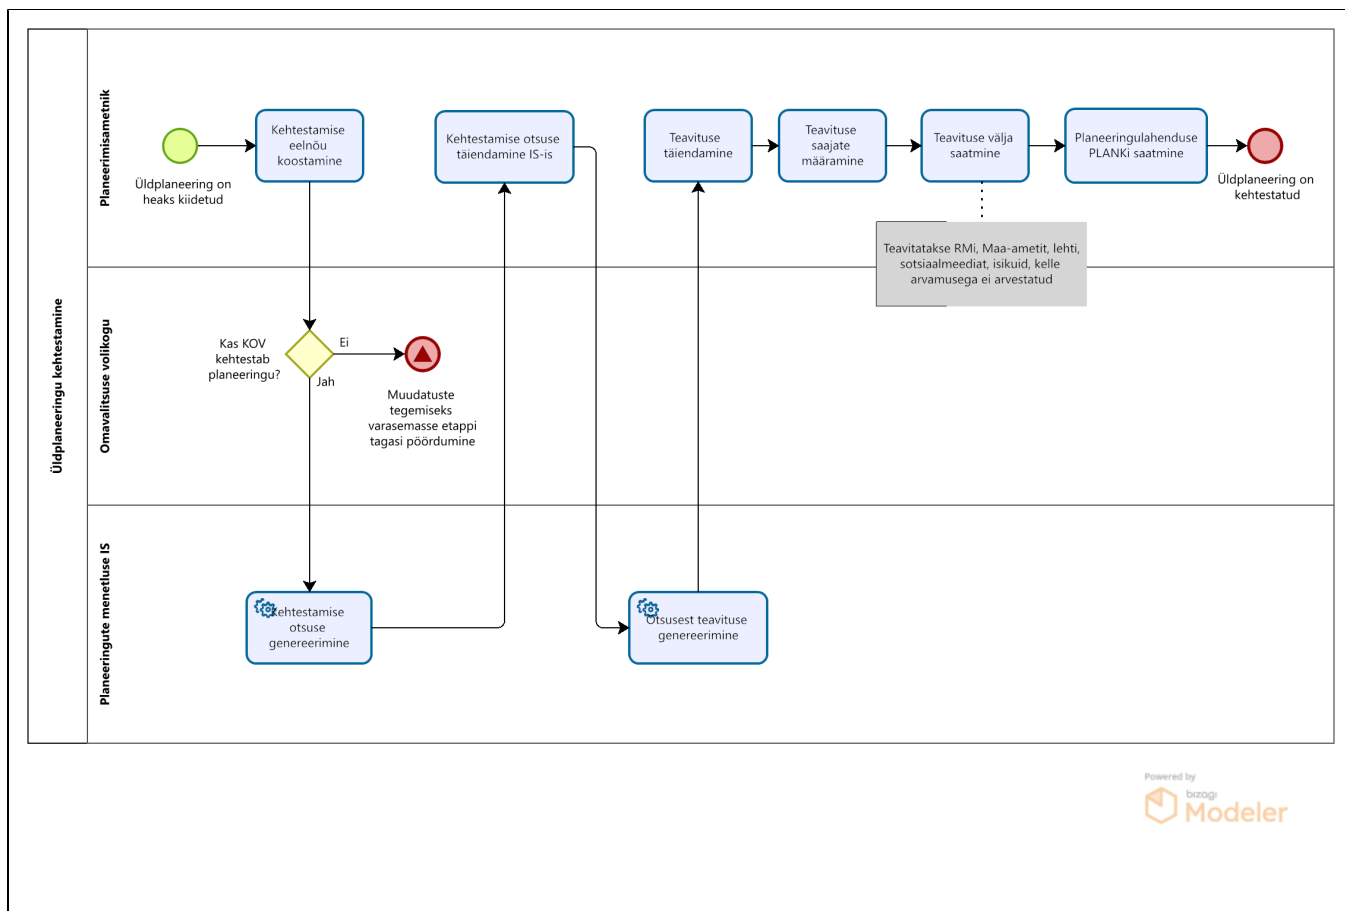 Üldplaneeringu kehtestamine
Planeerimisametnik
Üldplaneering on
heaks kiidetud
Kehtestamise
eelnõu
koostamine
Kehtestamise otsuse
täiendamine IS-is
Teavituse
täiendamine
Teavituse
saajate
määramine
Teavituse välja
saatmine
Planeeringulahenduse
PLANKi saatmine
Üldplaneering on
kehtestatud
Teavitatakse RMi, Maa-ametit, lehti,
sotsiaalmeediat, isikuid, kelle
arvamusega ei arvestatud
Omavalitsuse volikogu
Kas KOV
kehtestab
planeeringu?
Ei
Jah
Muudatuste
tegemiseks
varasemasse etappi
tagasi pöördumine
Planeeringute menetluse IS
Kehtestamise
otsuse
genereerimine
Otsusest teavituse
genereerimine
Powered by
bizagi
Modeler